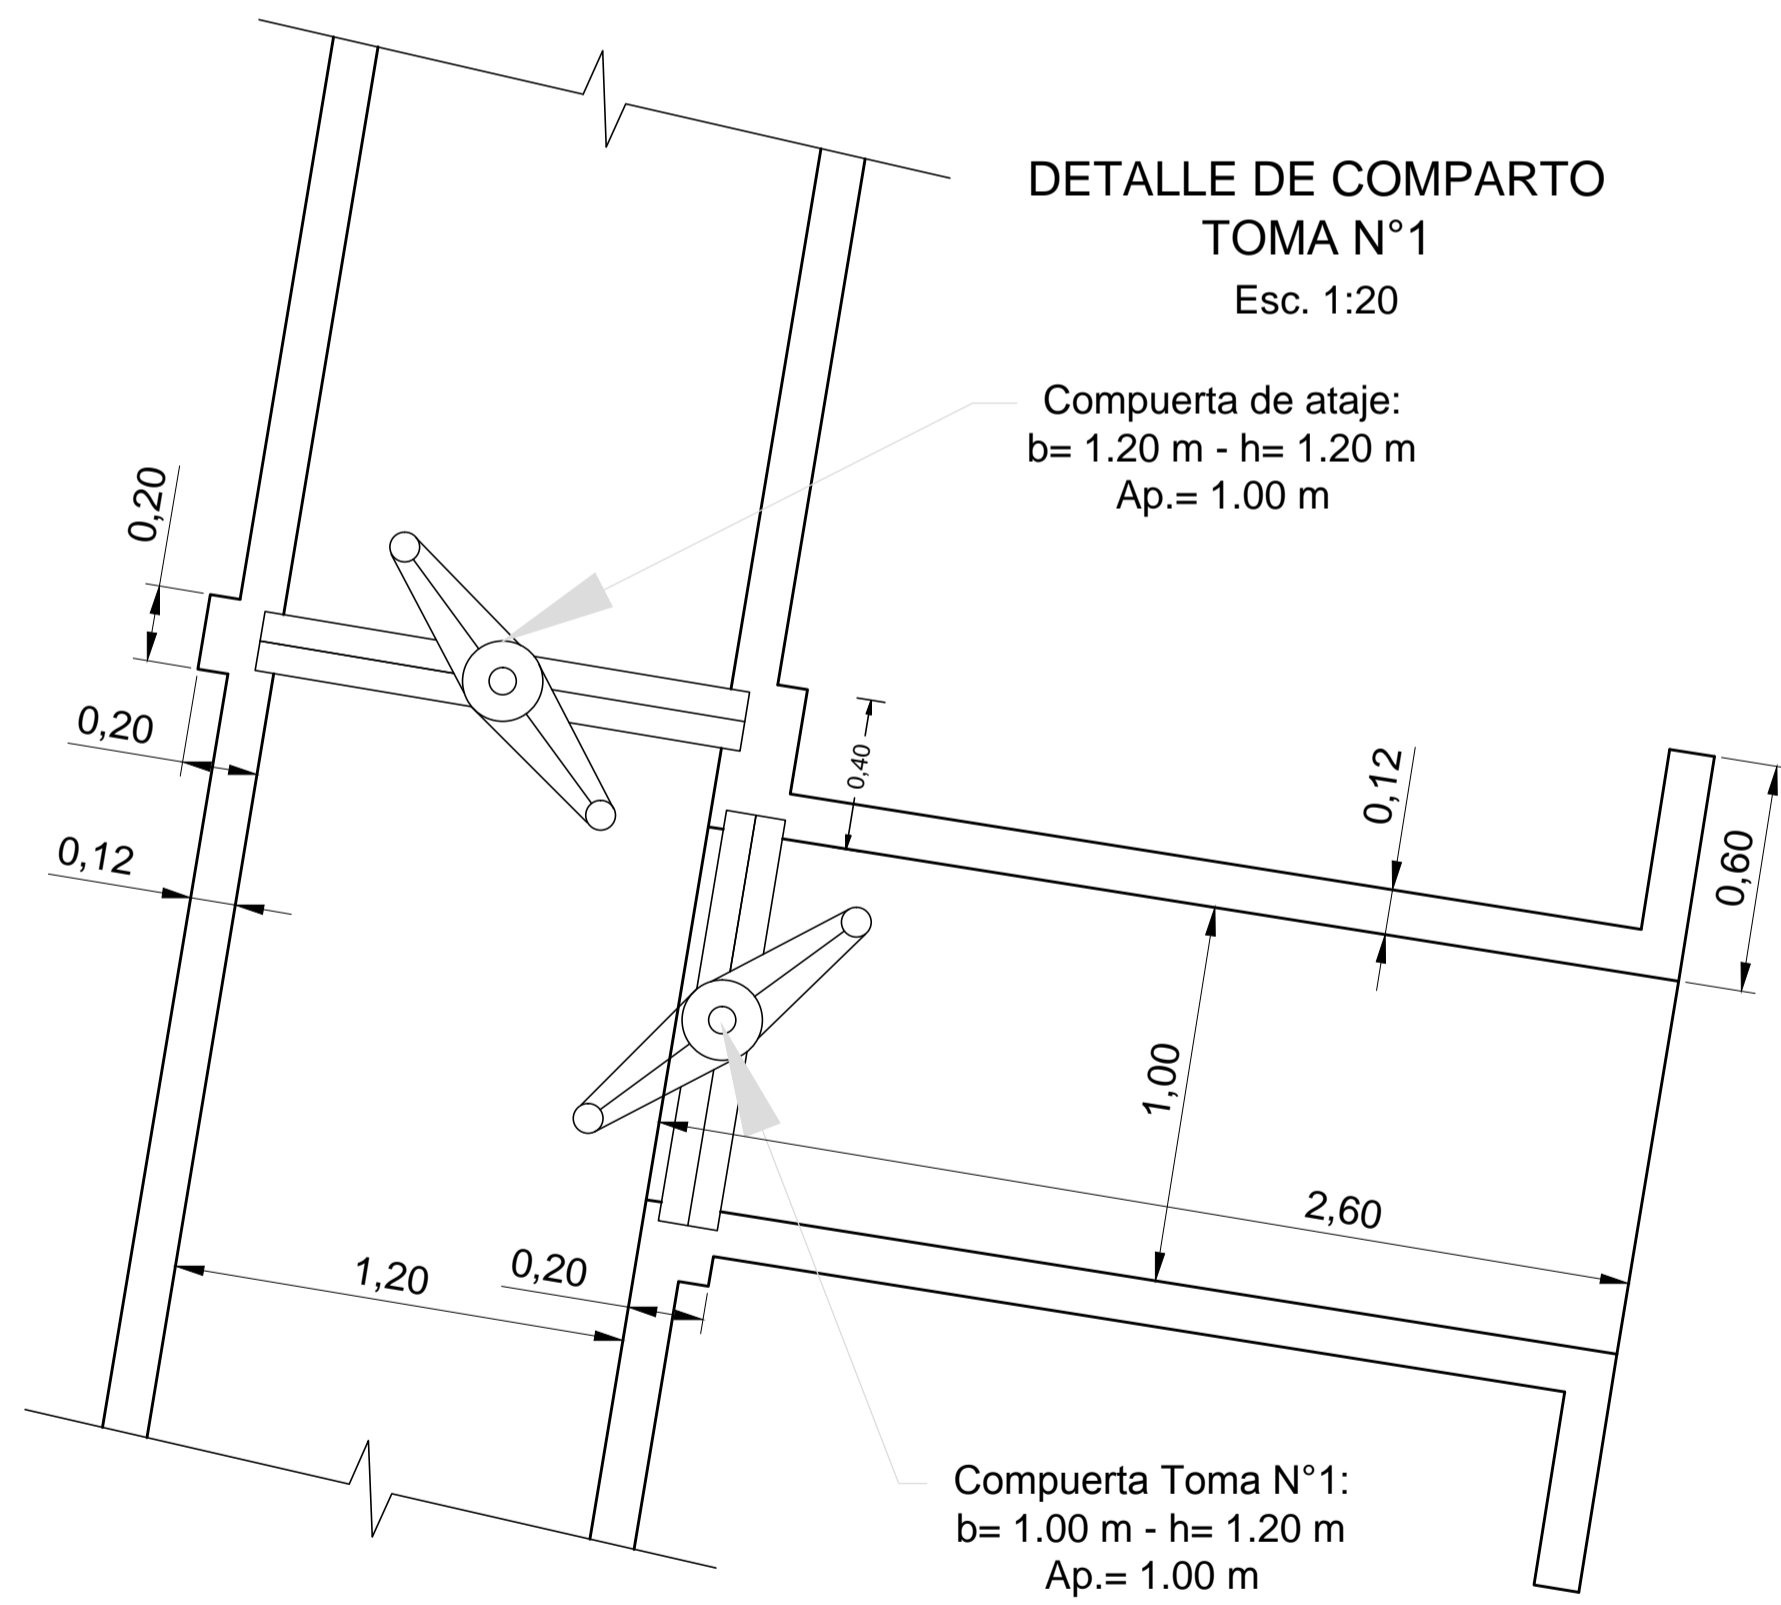 DETALLE DE COMPARTO
TOMA N°1
Esc. 1:20
Compuerta de ataje:
b= 1.20 m - h= 1.20 m
Ap.= 1.00 m
0,20
0,20
0,40
0,12
0,60
0,12
1,00
2,60
1,20
0,20
Compuerta Toma N°1:
b= 1.00 m - h= 1.20 m
Ap.= 1.00 m